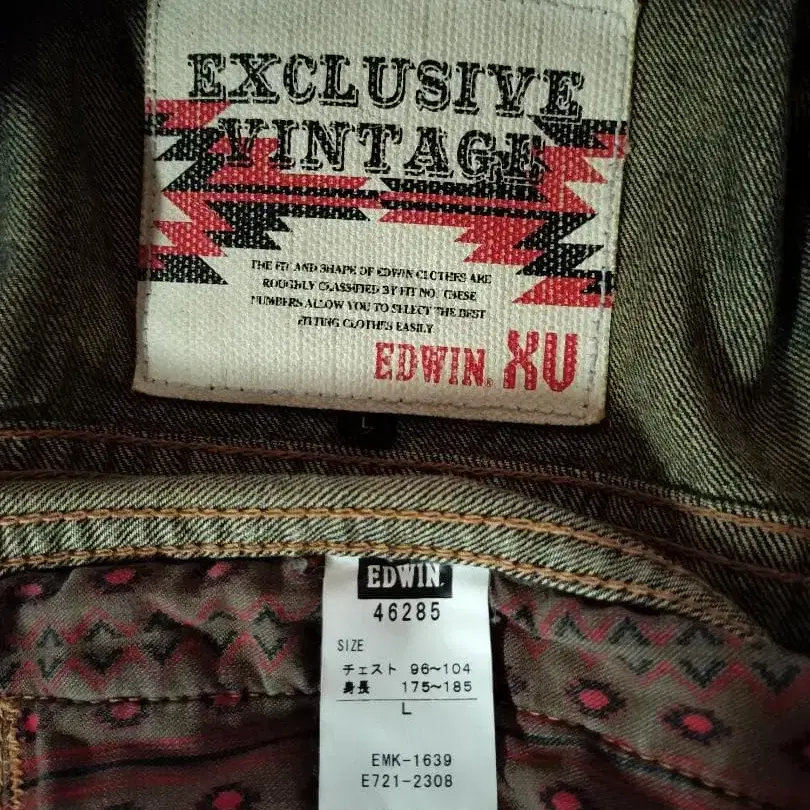 EXCLUSIVE
VINTAGE
THE FIT AND SHAPE OF EDWIN CLOTHES ARE
ROUGHLY CLASSIFIED BY FIT NO. THESE
NUMBERS ALLOW YOU TO SELECT THE BEST
FITTING CLOTHES EASILY
EDWIN. XV
L
EDWIN.
46285
SIZE
チェスト 96~104
身長 175~185
L
EMK-1639
E721-2308